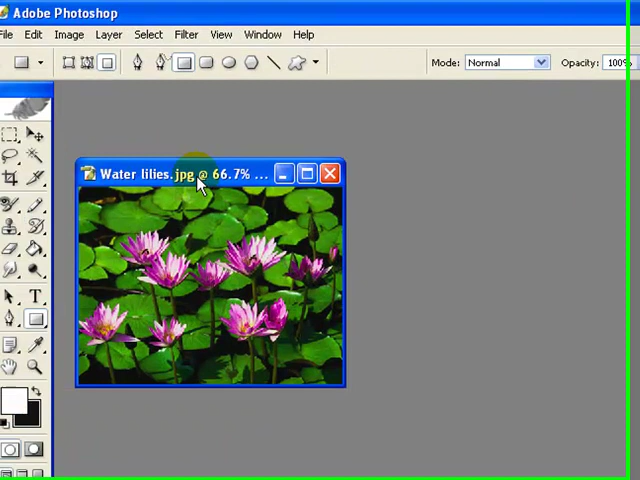 Adobe Photoshop
File Edit Image Layer Select Filter View Window Help
Mode: Normal Opacity: 100%
Water lilies.jpg @ 66.7% ...
T